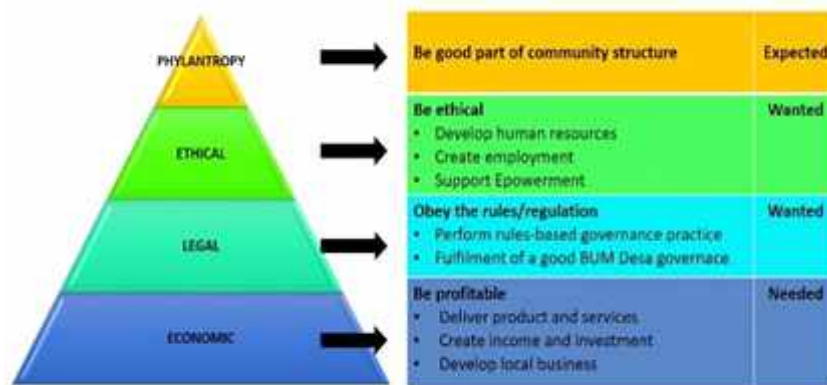 PHYLANTROPY
Be good part of community structure
Expected
ETHICAL
Be ethical
Wanted
• Develop human resources
• Create employment
• Support Epowerment
LEGAL
Obey the rules/regulation
Wanted
• Perform rules-based governance practice
• Fulfilment of a good BUM Desa governace
ECONOMIC
Be profitable
Needed
• Deliver product and services
• Create income and investment
• Develop local business